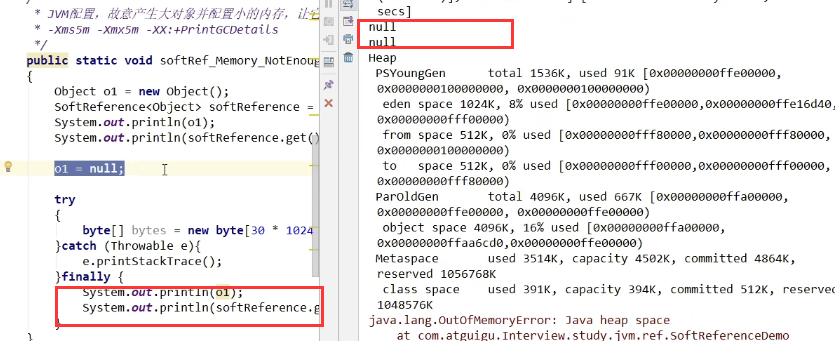 * JVM配置，故意产生大对象并配置小的内存，让它
* -Xms5m -Xmx5m -XX:+PrintGCDetails
*/
public static void softRef_Memory_NotEnoug
{
Object o1 = new Object();
SoftReference<Object> softReference =
System.out.println(o1);
System.out.println(softReference.get()
o1 = null;
try
{
byte[] bytes = new byte[30 * 1024
}catch (Throwable e){
e.printStackTrace();
}finally {
System.out.println(o1);
System.out.println(softReference.g
}
secs]
null
null
Heap
PSYoungGen total 1536K, used 91K [0x00000000ffe00000,
0x0000000100000000, 0x0000000100000000)
eden space 1024K, 8% used [0x00000000ffe00000,0x00000000ffe16d40,
0x00000000fff00000)
from space 512K, 0% used [0x00000000fff80000,0x00000000fff80000,
0x0000000100000000)
to space 512K, 0% used [0x00000000fff00000,0x00000000fff00000,
0x00000000fff80000)
ParOldGen total 4096K, used 667K [0x00000000ffa00000,
0x00000000ffe00000, 0x00000000ffe00000)
object space 4096K, 16% used [0x00000000ffa00000,
0x00000000ffaa6cd0,0x00000000ffe00000)
Metaspace used 3514K, capacity 4502K, committed 4864K,
reserved 1056768K
class space used 391K, capacity 394K, committed 512K, reserved
1048576K
java.lang.OutOfMemoryError: Java heap space
at com.atguigu.Interview.study.jvm.ref.SoftReferenceDemo